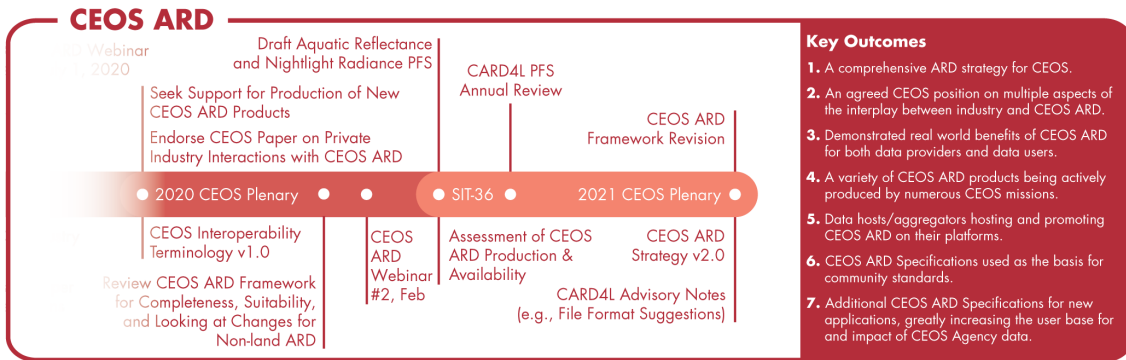 CEOS ARD
Webinar
, 2020
Draft Aquatic Reflectance
and Nightlight Radiance PFS
Seek Support for Production of New
CEOS ARD Products
Endorse CEOS Paper on Private
Industry Interactions with CEOS ARD
CARD4L PFS
Annual Review
CEOS ARD
Framework Revision
2020 CEOS Plenary
SIT-36
2021 CEOS Plenary
CEOS Interoperability
Terminology v1.0
Review CEOS ARD Framework
for Completeness, Suitability,
and Looking at Changes for
Non-land ARD
CEOS
ARD
Webinar
#2, Feb
Assessment of CEOS
ARD Production &
Availability
CEOS ARD
Strategy v2.0
CARD4L Advisory Notes
(e.g., File Format Suggestions)
Key Outcomes
1. A comprehensive ARD strategy for CEOS.
2. An agreed CEOS position on multiple aspects of
the interplay between industry and CEOS ARD.
3. Demonstrated real world benefits of CEOS ARD
for both data providers and data users.
4. A variety of CEOS ARD products being actively
produced by numerous CEOS missions.
5. Data hosts/aggregators hosting and promoting
CEOS ARD on their platforms.
6. CEOS ARD Specifications used as the basis for
community standards.
7. Additional CEOS ARD Specifications for new
applications, greatly increasing the user base for
and impact of CEOS Agency data.